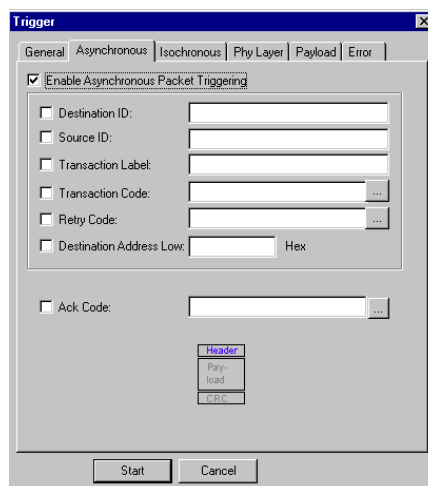 Trigger
General Asynchronous Isochronous Phy Layer Payload Error
Enable Asynchronous Packet Triggering
Destination ID:
Source ID:
Transaction Label:
Transaction Code: ...
Retry Code: ...
Destination Address Low: Hex
Ack Code: ...
Header
Pay-
load
CRC
Start Cancel